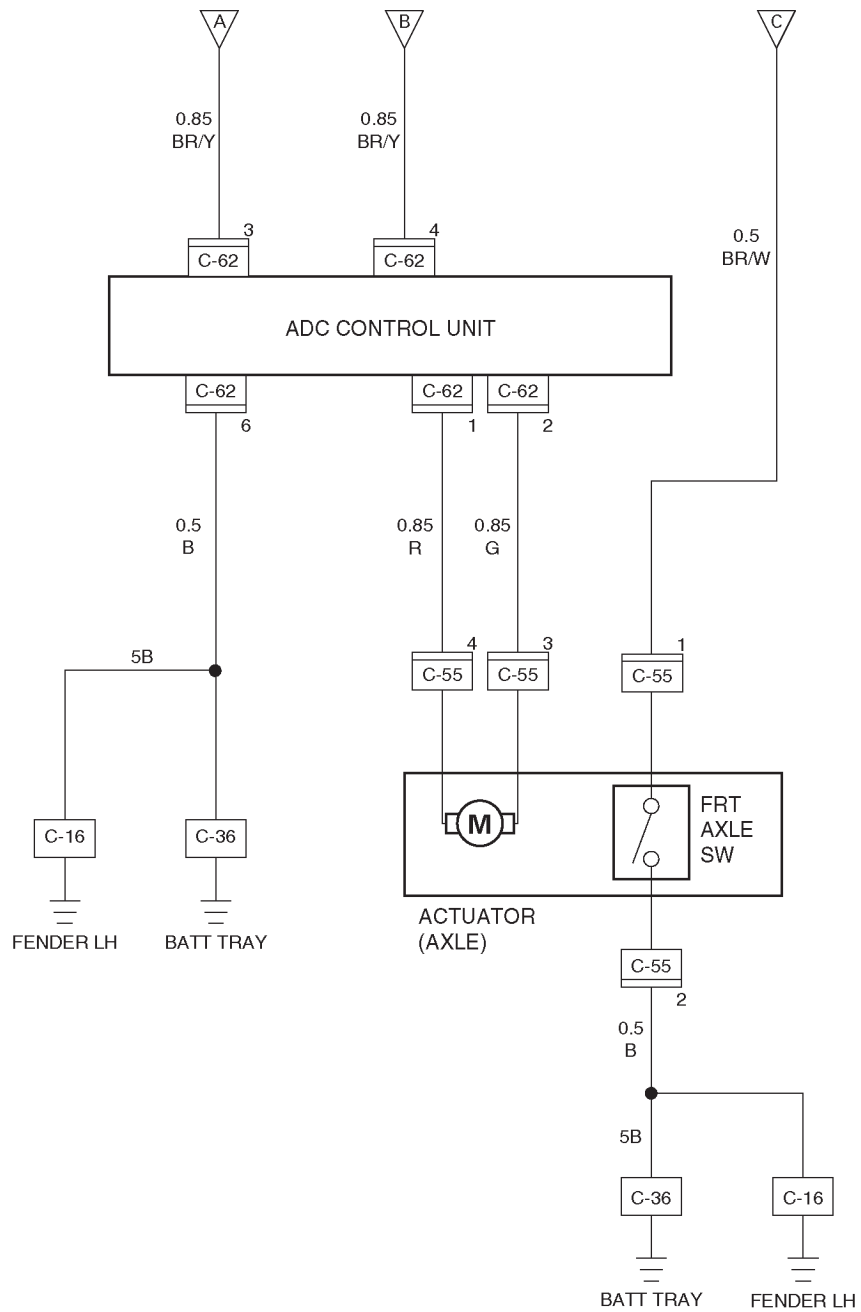 A
B
C
0.85
BR/Y
0.85
BR/Y
3
4
C-62
C-62
0.5
BR/W
ADC CONTROL UNIT
C-62
C-62
C-62
6
1
2
0.5
B
0.85
R
0.85
G
5B
4
3
1
C-55
C-55
C-55
C-16
C-36
M
FRT
AXLE
SW
FENDER LH
BATT TRAY
ACTUATOR
(AXLE)
C-55
2
0.5
B
5B
C-36
C-16
BATT TRAY
FENDER LH